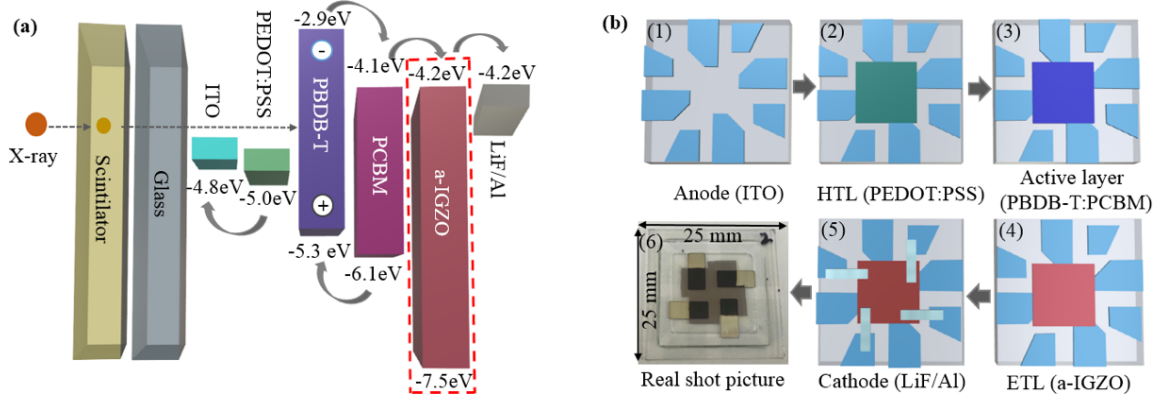 (a)
X-ray
Scintilator
Glass
ITO
-4.8eV
PEDOT:PSS
-5.0eV
-2.9eV
-
PBDB-T
+
-5.3 eV
-4.1eV
PCBM
-6.1eV
-4.2eV
a-IGZO
-7.5eV
-4.2eV
LiF/Al
(b)
(1)
Anode (ITO)
(2)
HTL (PEDOT:PSS)
(3)
Active layer
(PBDB-T:PCBM)
(6)
25 mm
25 mm
Real shot picture
(5)
Cathode (LiF/Al)
(4)
ETL (a-IGZO)